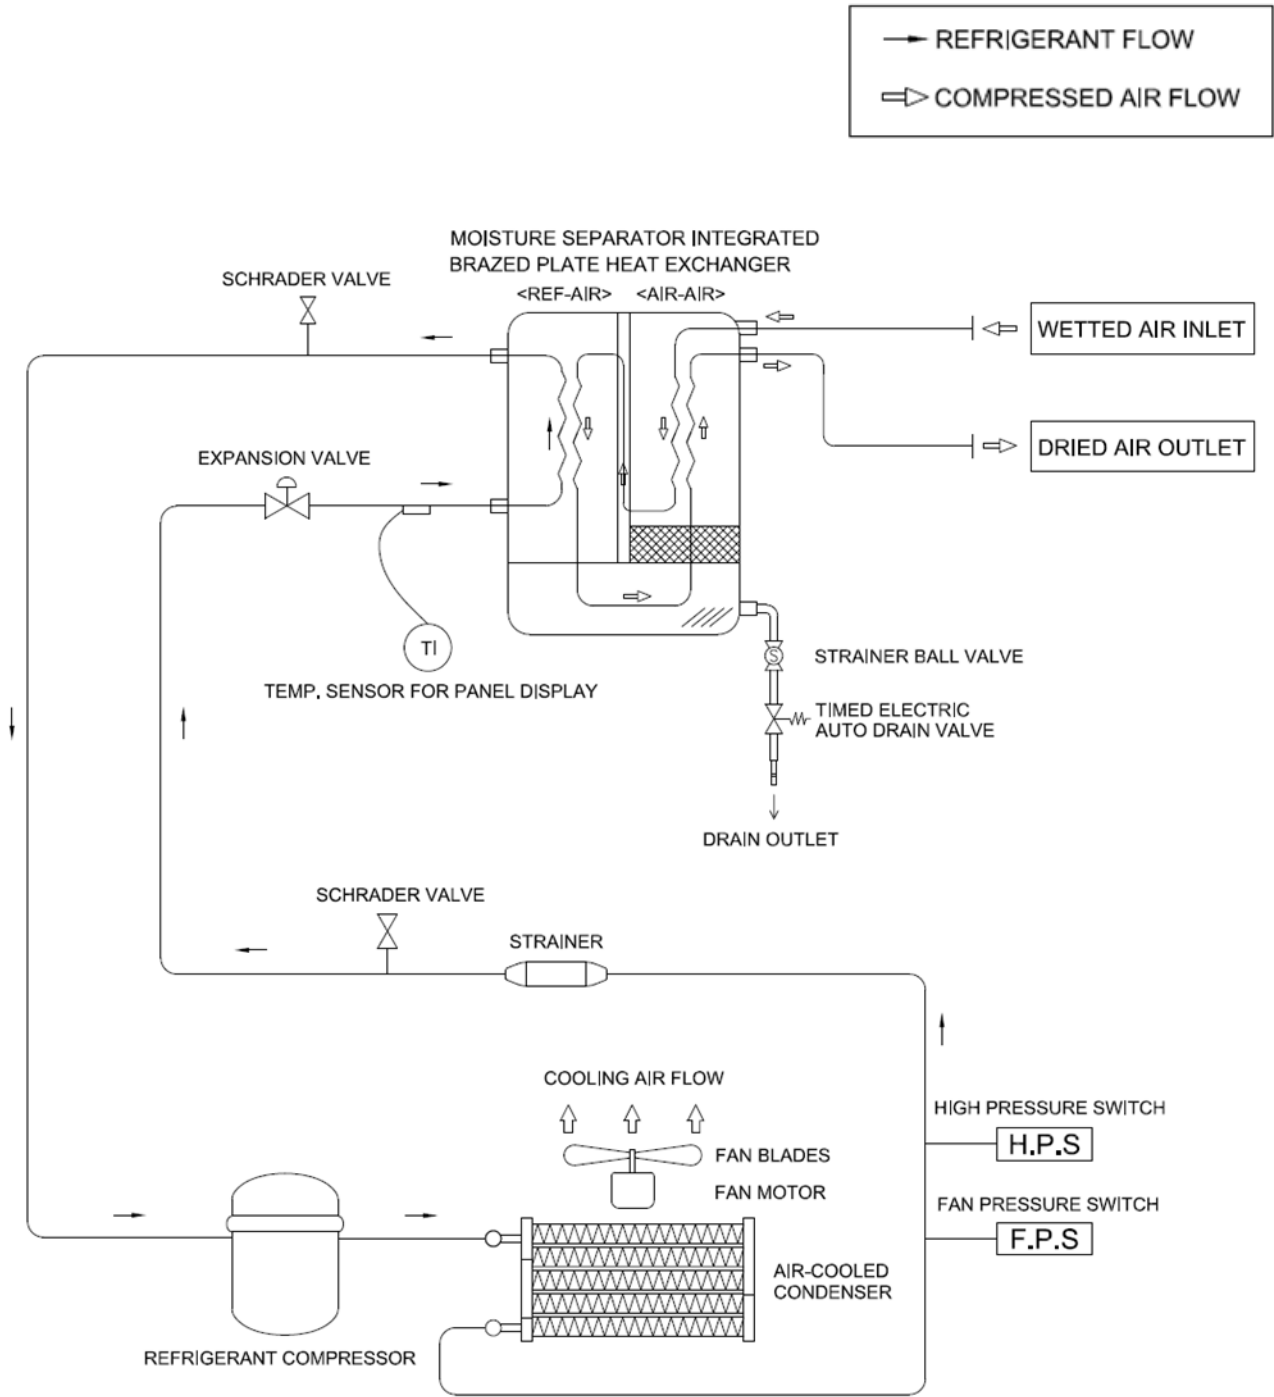 REFRIGERANT FLOW
COMPRESSED AIR FLOW
MOISTURE SEPARATOR INTEGRATED
BRAZED PLATE HEAT EXCHANGER
<REF-AIR> <AIR-AIR>
SCHRADER VALVE
WETTED AIR INLET
DRIED AIR OUTLET
EXPANSION VALVE
TI
TEMP. SENSOR FOR PANEL DISPLAY
S
STRAINER BALL VALVE
TIMED ELECTRIC
AUTO DRAIN VALVE
DRAIN OUTLET
SCHRADER VALVE
STRAINER
COOLING AIR FLOW
HIGH PRESSURE SWITCH
H.P.S
FAN BLADES
FAN MOTOR
FAN PRESSURE SWITCH
F.P.S
AIR-COOLED
CONDENSER
REFRIGERANT COMPRESSOR